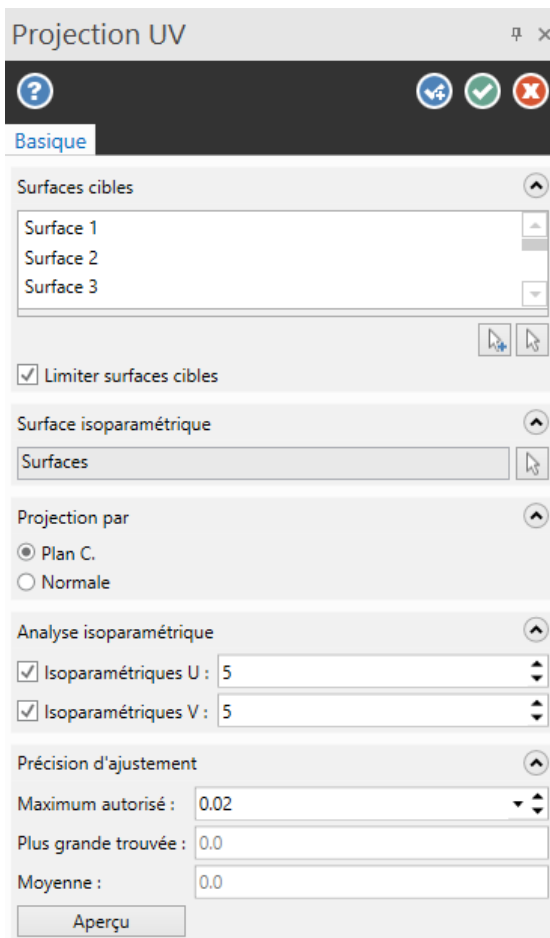 Projection UV
?
Basique
Surfaces cibles
Surface 1
Surface 2
Surface 3
Limiter surfaces cibles
Surface isoparamétrique
Surfaces
Projection par
Plan C.
Normale
Analyse isoparamétrique
Isoparamétriques U : 5
Isoparamétriques V : 5
Précision d'ajustement
Maximum autorisé : 0.02
Plus grande trouvée : 0.0
Moyenne : 0.0
Aperçu